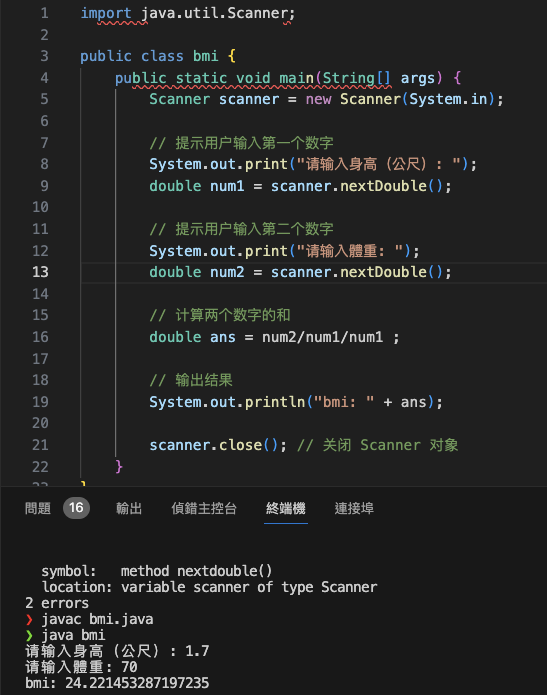 1 import java.util.Scanner;
2
3 public class bmi {
4 public static void main(String[] args) {
5 Scanner scanner = new Scanner(System.in);
6
7 // 提示用户输入第一个数字
8 System.out.print("请输入身高（公尺）: ");
9 double num1 = scanner.nextDouble();
10
11 // 提示用户输入第二个数字
12 System.out.print("请输入體重: ");
13 double num2 = scanner.nextDouble();
14
15 // 计算两个数字的和
16 double ans = num2/num1/num1 ;
17
18 // 输出结果
19 System.out.println("bmi: " + ans);
20
21 scanner.close(); // 关闭 Scanner 对象
22 }
問題 16 輸出 偵錯主控台 終端機 連接埠
symbol: method nextdouble()
location: variable scanner of type Scanner
2 errors
❯ javac bmi.java
❯ java bmi
请输入身高（公尺）: 1.7
请输入體重: 70
bmi: 24.221453287197235